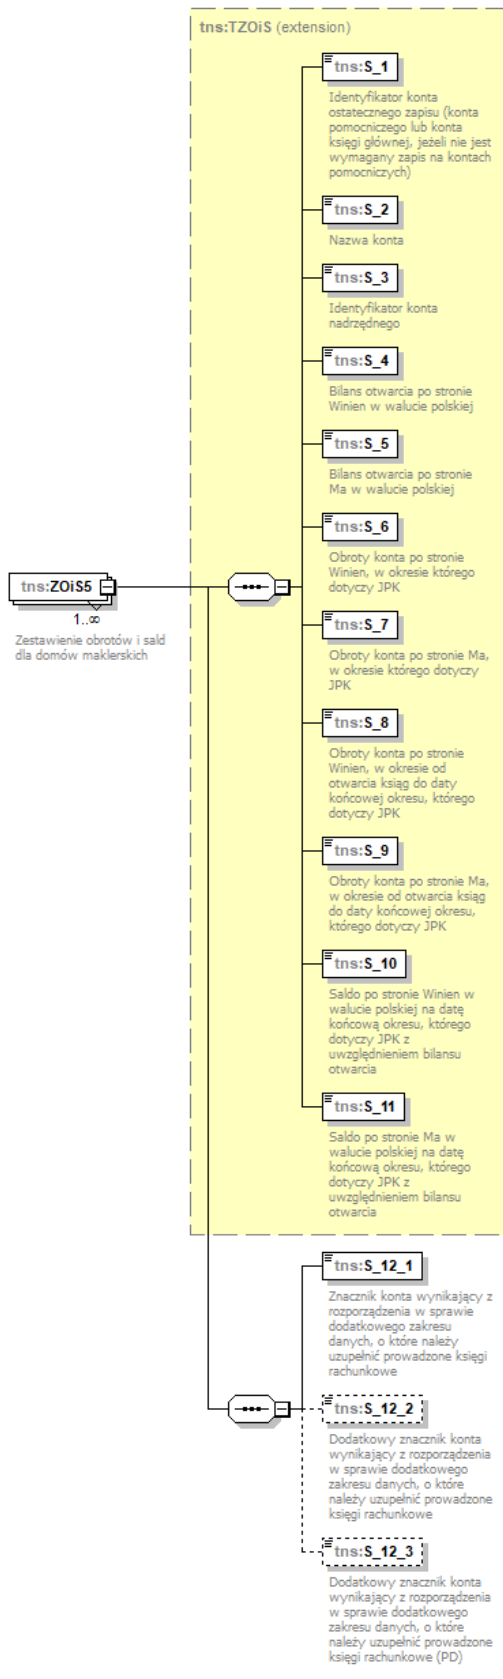 tns:TZOiS (extension)
tns:S_1
Identyfikator konta
ostatecznego zapisu (konta
pomocniczego lub konta
księgi głównej, jeżeli nie jest
wymagany zapis na kontach
pomocniczych)
tns:S_2
Nazwa konta
tns:S_3
Identyfikator konta
nadrzędnego
tns:S_4
Bilans otwarcia po stronie
Winien w walucie polskiej
tns:S_5
Bilans otwarcia po stronie
Ma w walucie polskiej
tns:S_6
Obroty konta po stronie
Winien, w okresie którego
dotyczy JPK
tns:ZOiS5
1..∞
Zestawienie obrotów i sald
dla domów maklerskich
tns:S_7
Obroty konta po stronie Ma,
w okresie którego dotyczy
JPK
tns:S_8
Obroty konta po stronie
Winien, w okresie od
otwarcia ksiąg do daty
końcowej okresu, którego
dotyczy JPK
tns:S_9
Obroty konta po stronie Ma,
w okresie od otwarcia ksiąg
do daty końcowej okresu,
którego dotyczy JPK
tns:S_10
Saldo po stronie Winien w
walucie polskiej na datę
końcową okresu, którego
dotyczy JPK z
uwzględnieniem bilansu
otwarcia
tns:S_11
Saldo po stronie Ma w
walucie polskiej na datę
końcową okresu, którego
dotyczy JPK z
uwzględnieniem bilansu
otwarcia
tns:S_12_1
Znacznik konta wynikający z
rozporządzenia w sprawie
dodatkowego zakresu
danych, o które należy
uzupełnić prowadzone księgi
rachunkowe
tns:S_12_2
Dodatkowy znacznik konta
wynikający z rozporządzenia
w sprawie dodatkowego
zakresu danych, o które
należy uzupełnić prowadzone
księgi rachunkowe
tns:S_12_3
Dodatkowy znacznik konta
wynikający z rozporządzenia
w sprawie dodatkowego
zakresu danych, o które
należy uzupełnić prowadzone
księgi rachunkowe (PD)